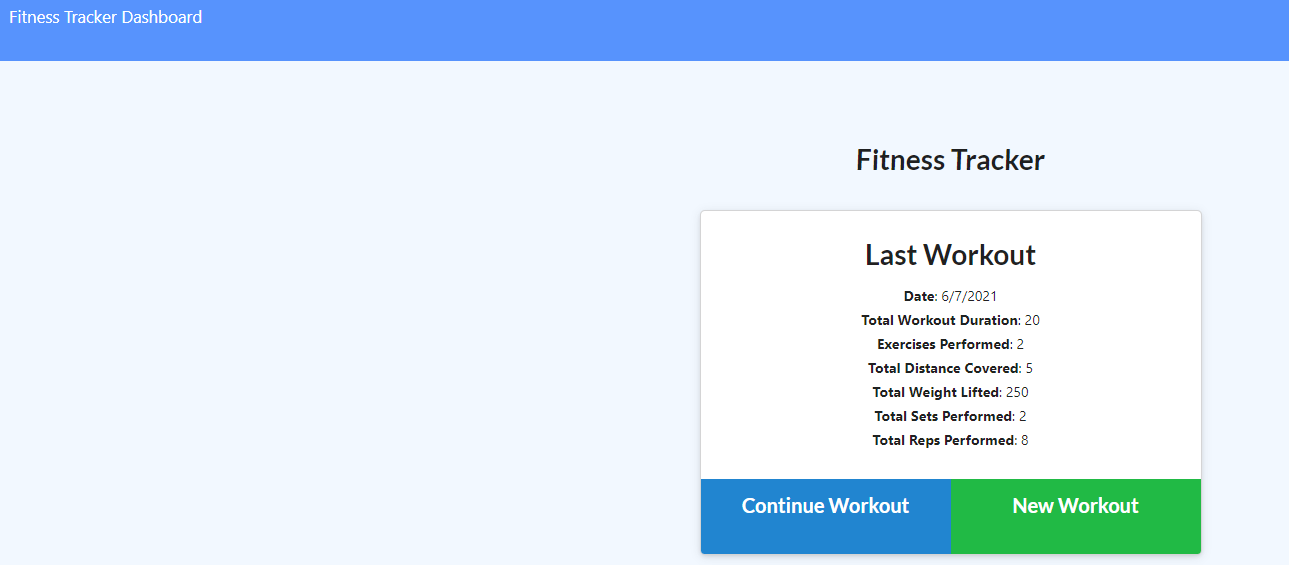 Fitness Tracker Dashboard
Fitness Tracker
Last Workout
Date: 6/7/2021
Total Workout Duration: 20
Exercises Performed: 2
Total Distance Covered: 5
Total Weight Lifted: 250
Total Sets Performed: 2
Total Reps Performed: 8
Continue Workout
New Workout